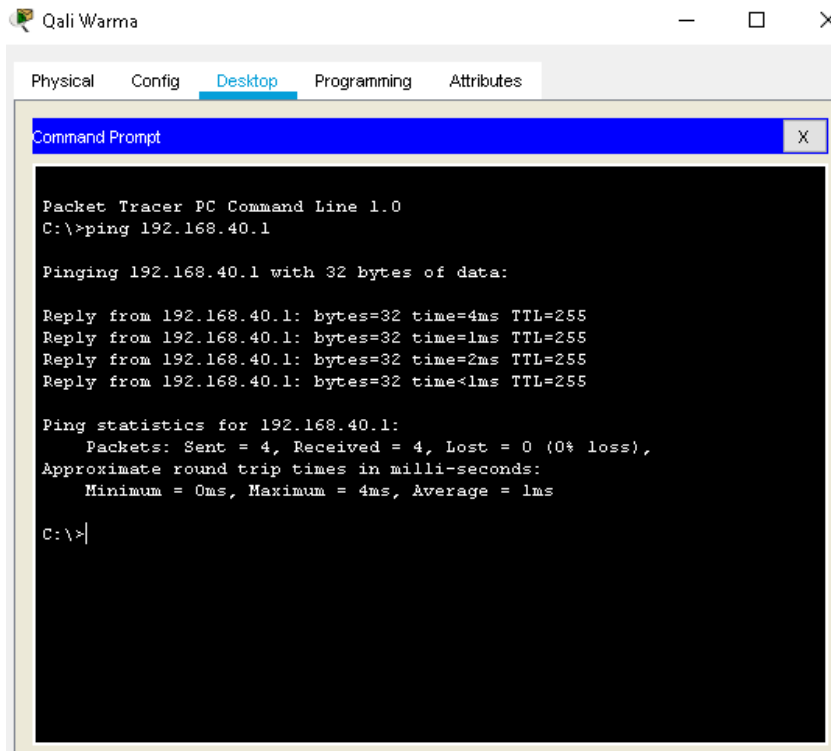 Qali Warma
Physical Config Desktop Programming Attributes
Command Prompt
X
Packet Tracer PC Command Line 1.0
C:\>ping 192.168.40.1
Pinging 192.168.40.1 with 32 bytes of data:
Reply from 192.168.40.1: bytes=32 time=4ms TTL=255
Reply from 192.168.40.1: bytes=32 time=1ms TTL=255
Reply from 192.168.40.1: bytes=32 time=2ms TTL=255
Reply from 192.168.40.1: bytes=32 time<1ms TTL=255
Ping statistics for 192.168.40.1:
Packets: Sent = 4, Received = 4, Lost = 0 (0% loss),
Approximate round trip times in milli-seconds:
Minimum = 0ms, Maximum = 4ms, Average = 1ms
C:\>